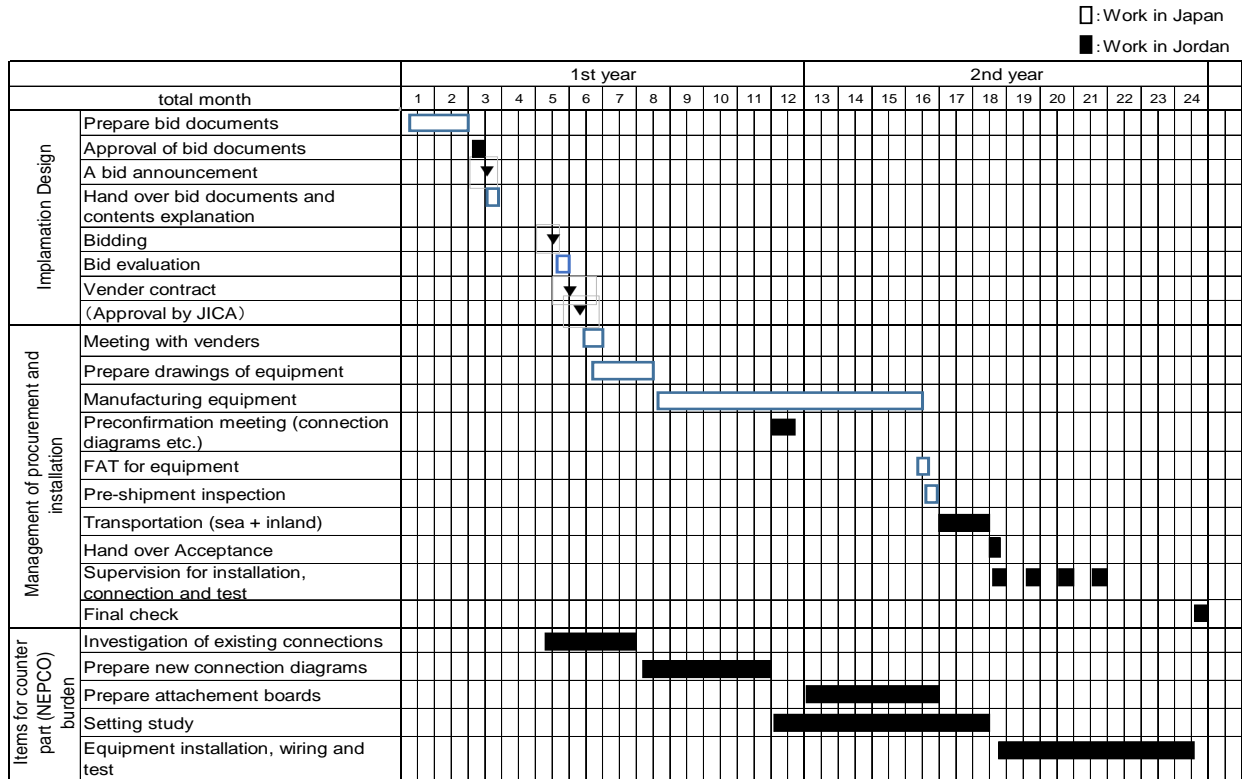 :Work in Japan
:Work in Jordan
1st year 2nd year
total month 1 2 3 4 5 6 7 8 9 10 11 12 13 14 15 16 17 18 19 20 21 22 23 24
Implamation Design
Prepare bid documents
Approval of bid documents
A bid announcement
Hand over bid documents and
contents explanation
Bidding
Bid evaluation
Vender contract
（Approval by JICA）
Management of procurement and
installation
Meeting with venders
Prepare drawings of equipment
Manufacturing equipment
Preconfirmation meeting (connection
diagrams etc.)
FAT for equipment
Pre-shipment inspection
Transportation (sea + inland)
Hand over Acceptance
Supervision for installation,
connection and test
Final check
Items for counter
part (NEPCO)
burden
Investigation of existing connections
Prepare new connection diagrams
Prepare attachement boards
Setting study
Equipment installation, wiring and
test